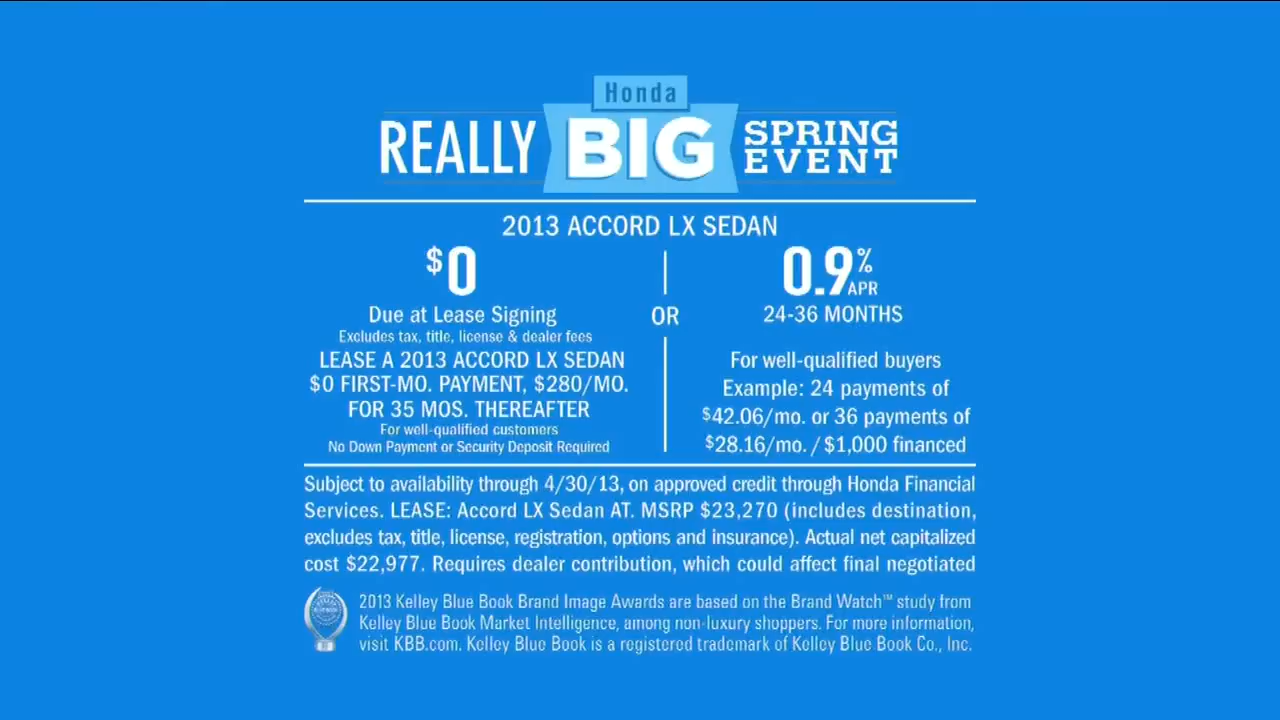 Honda
REALLY BIG SPRING EVENT
2013 ACCORD LX SEDAN
$0
Due at Lease Signing
Excludes tax, title, license & dealer fees
LEASE A 2013 ACCORD LX SEDAN
$0 FIRST-MO. PAYMENT, $280/MO.
FOR 35 MOS. THEREAFTER
For well-qualified customers
No Down Payment or Security Deposit Required
OR
0.9% APR
24-36 MONTHS
For well-qualified buyers
Example: 24 payments of
$42.06/mo. or 36 payments of
$28.16/mo. / $1,000 financed
Subject to availability through 4/30/13, on approved credit through Honda Financial
Services. LEASE: Accord LX Sedan AT. MSRP $23,270 (includes destination,
excludes tax, title, license, registration, options and insurance). Actual net capitalized
cost $22,977. Requires dealer contribution, which could affect final negotiated
2013 Kelley Blue Book Brand Image Awards are based on the Brand Watch™ study from
Kelley Blue Book Market Intelligence, among non-luxury shoppers. For more information,
visit KBB.com. Kelley Blue Book is a registered trademark of Kelley Blue Book Co., Inc.